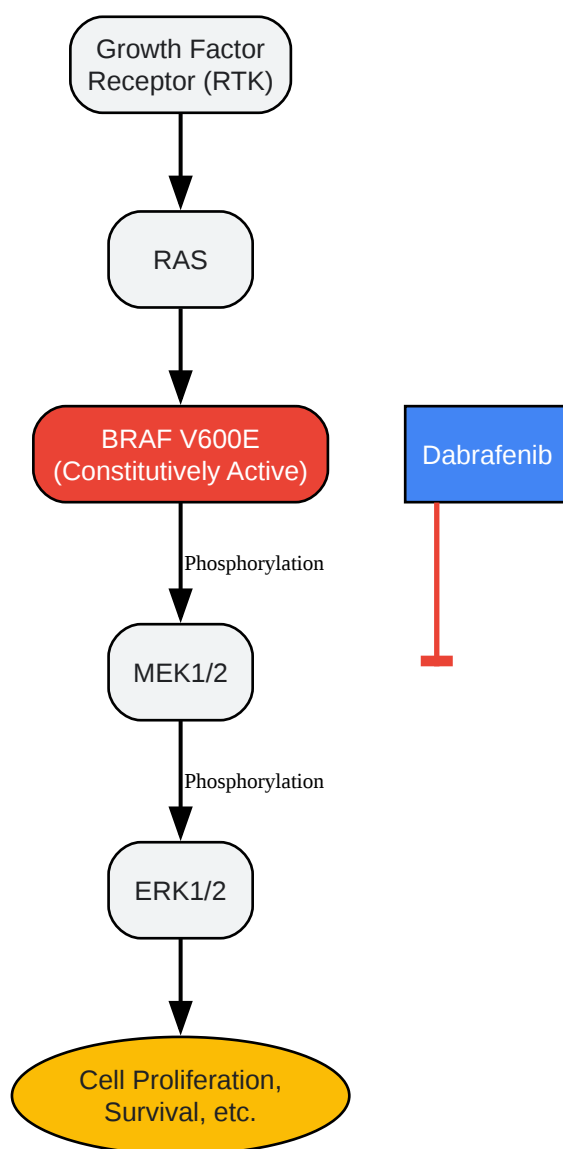 Growth Factor
Receptor (RTK)
RAS
BRAF V600E
(Constitutively Active)
Dabrafenib
Phosphorylation
MEK1/2
Phosphorylation
ERK1/2
Cell Proliferation,
Survival, etc.